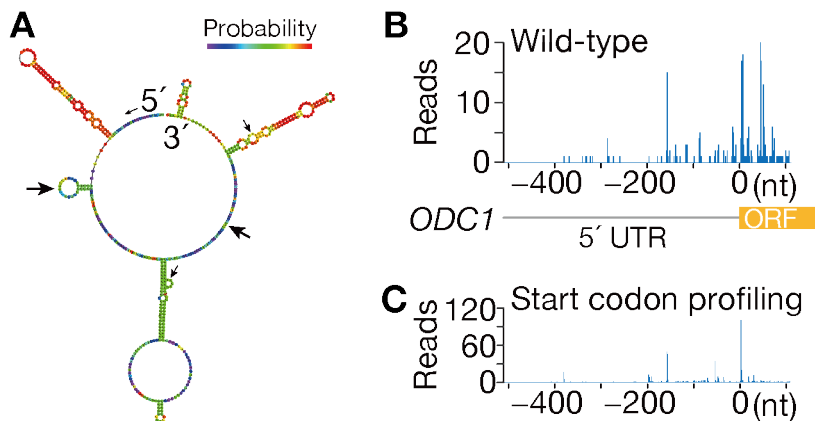 A
Probability
5′
3′
B
Wild-type
Reads
20
10
0
−400
−200
0
(nt)
ODC1
5′ UTR
ORF
C
Start codon profiling
Reads
120
60
0
−400
−200
0
(nt)